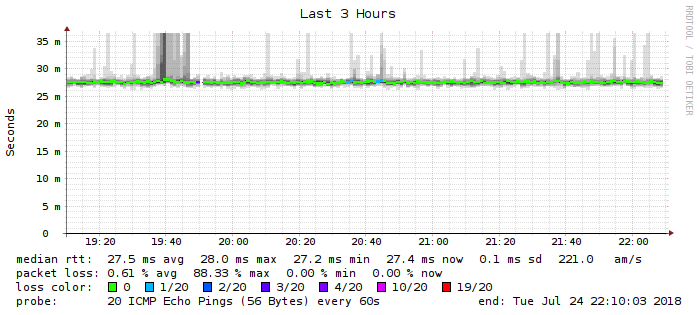 Last 3 Hours
RRDTOOL / TOBI OETIKER
Seconds
35 m
30 m
25 m
20 m
15 m
10 m
5 m
0
19:20 19:40 20:00 20:20 20:40 21:00 21:20 21:40 22:00
median rtt: 27.5 ms avg 28.0 ms max 27.2 ms min 27.4 ms now 0.1 ms sd 221.0 am/s
packet loss: 0.61 % avg 88.33 % max 0.00 % min 0.00 % now
loss color: 0 1/20 2/20 3/20 4/20 10/20 19/20
probe: 20 ICMP Echo Pings (56 Bytes) every 60s end: Tue Jul 24 22:10:03 2018